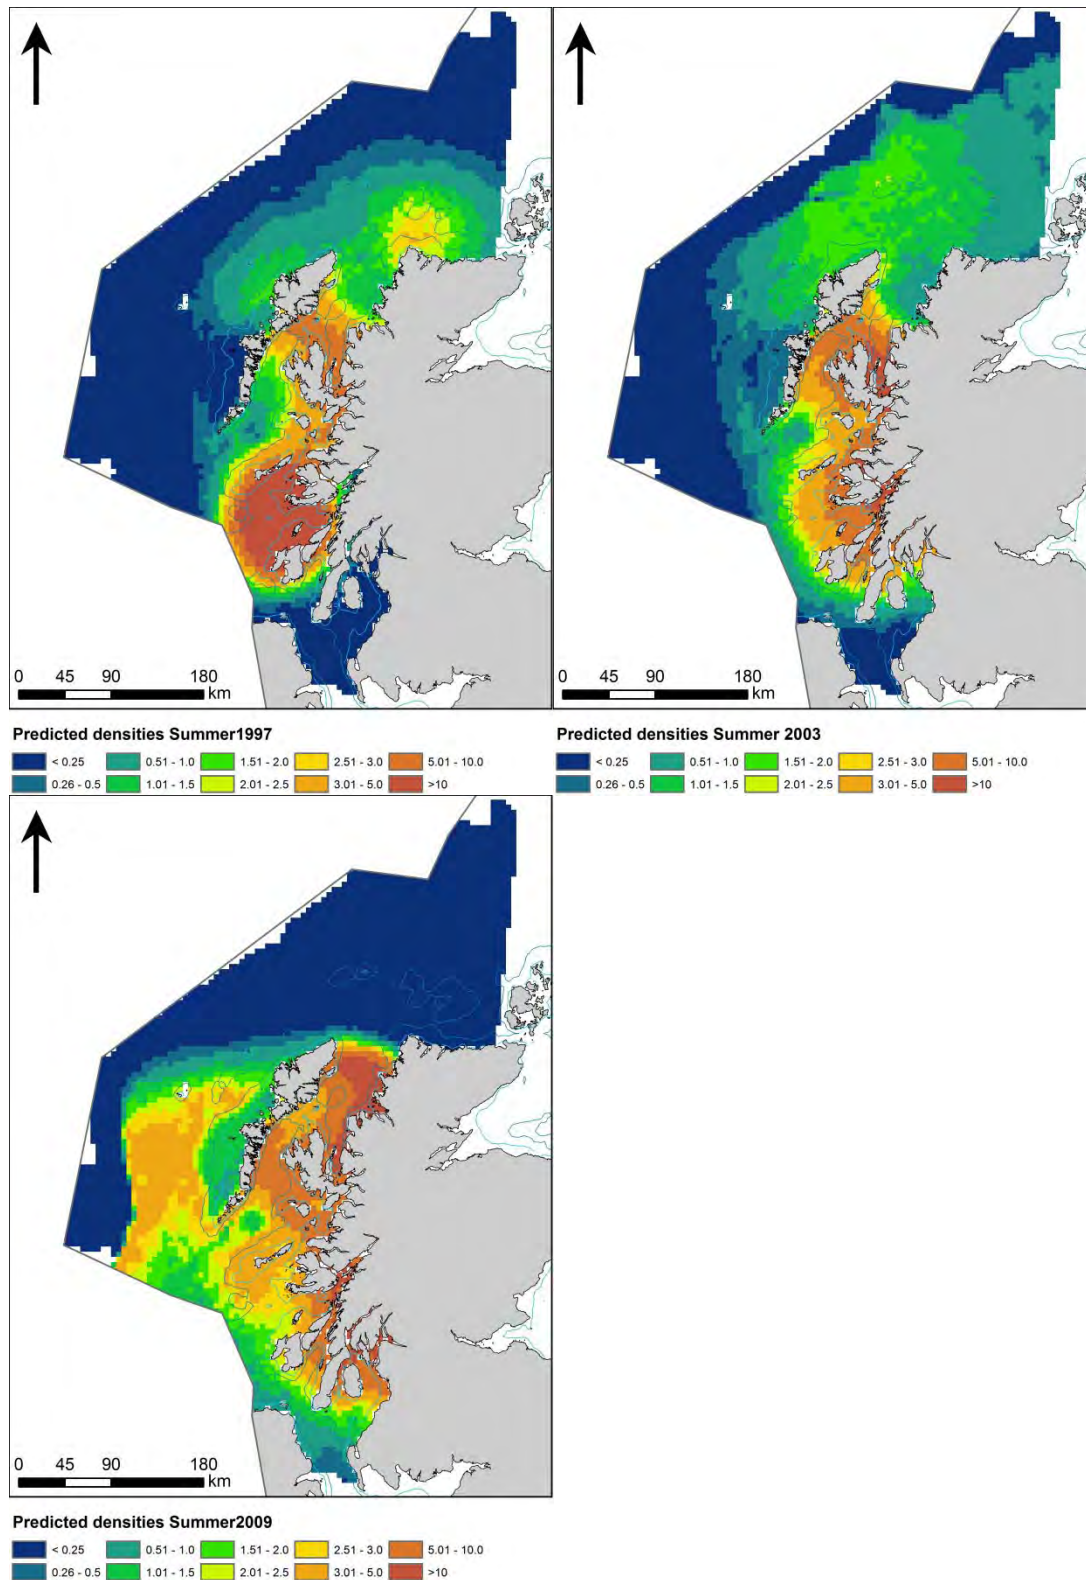 0 45 90 180
km
0 45 90 180
km
Predicted densities Summer1997
< 0.25 0.51 - 1.0 1.51 - 2.0 2.51 - 3.0 5.01 - 10.0
0.26 - 0.5 1.01 - 1.5 2.01 - 2.5 3.01 - 5.0 >10
Predicted densities Summer 2003
< 0.25 0.51 - 1.0 1.51 - 2.0 2.51 - 3.0 5.01 - 10.0
0.26 - 0.5 1.01 - 1.5 2.01 - 2.5 3.01 - 5.0 >10
0 45 90 180
km
Predicted densities Summer2009
< 0.25 0.51 - 1.0 1.51 - 2.0 2.51 - 3.0 5.01 - 10.0
0.26 - 0.5 1.01 - 1.5 2.01 - 2.5 3.01 - 5.0 >10